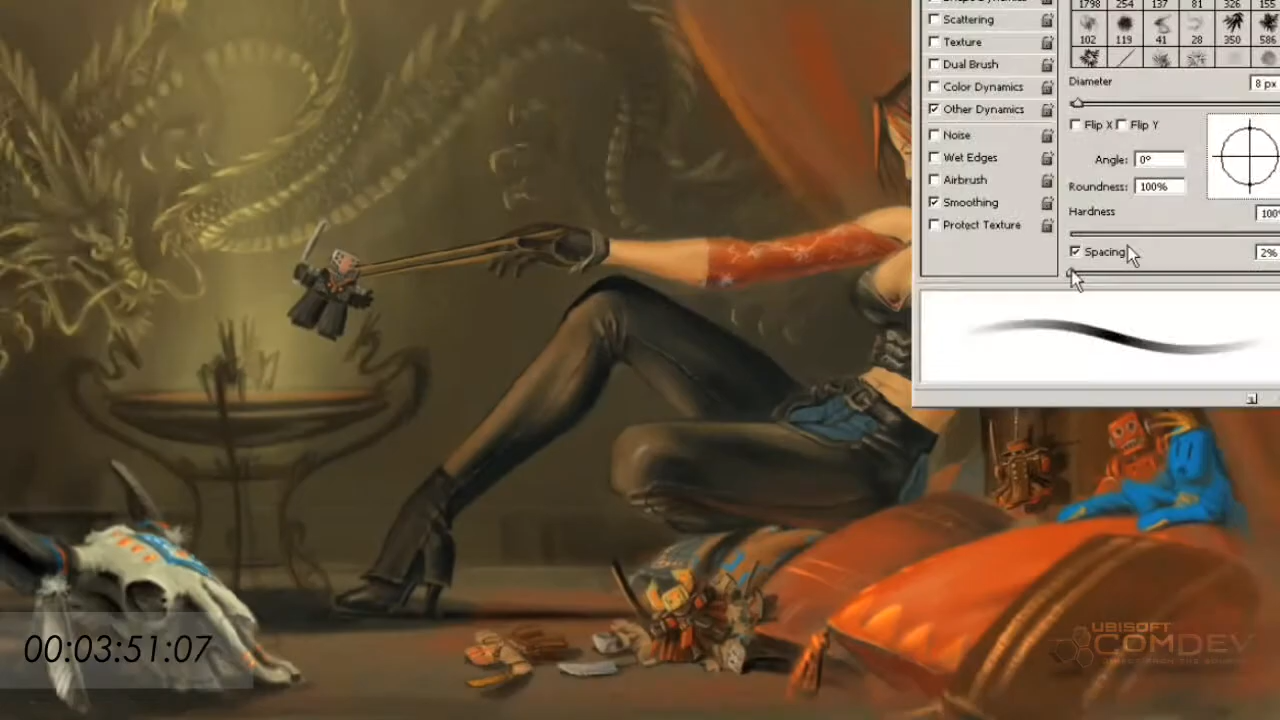 Scattering
Texture
Dual Brush
Color Dynamics
Other Dynamics
Noise
Wet Edges
Airbrush
Smoothing
Protect Texture
1798 254 137 81 326 155
102 119 41 28 350 586
Diameter 8 px
Flip X Flip Y
Angle: 0°
Roundness: 100%
Hardness 100
Spacing 2%
00:03:51:07
UBISOFT
COMDEV